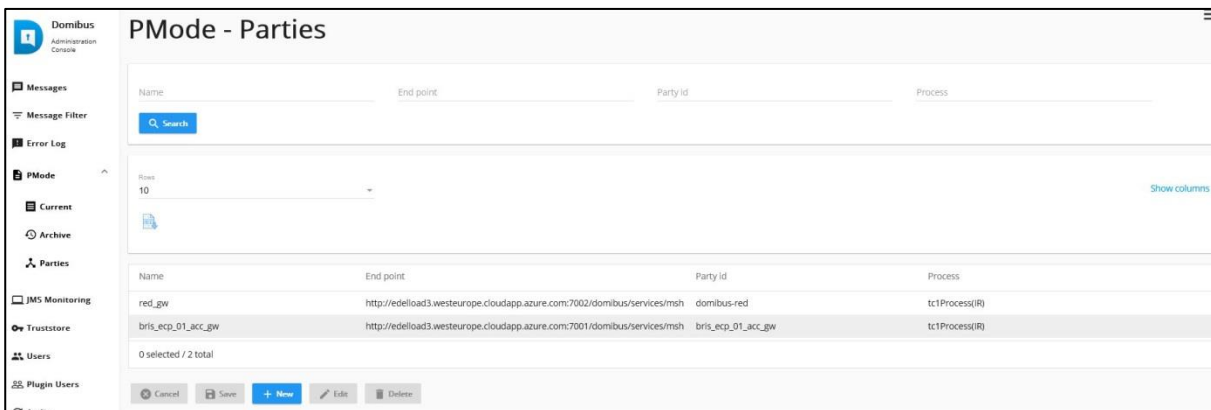 Domibus
Administration
Console
PMode - Parties
Messages
Message Filter
Error Log
PMode
Current
Archive
Parties
JMS Monitoring
Truststore
Users
Plugin Users
Name End point Party id Process
Search
Rows
10
Show columns
Name End point Party id Process
red_gw http://edelload3.westeurope.cloudapp.azure.com:7002/domibus/services/msh domibus-red tc1Process(IR)
bris_ecp_01_acc_gw http://edelload3.westeurope.cloudapp.azure.com:7001/domibus/services/msh bris_ecp_01_acc_gw tc1Process(IR)
0 selected / 2 total
Cancel Save + New Edit Delete